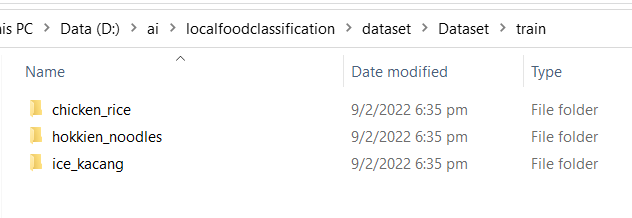 is PC > Data (D:) > ai > localfoodclassification > dataset > Dataset > train
Name Date modified Type
chicken_rice 9/2/2022 6:35 pm File folder
hokkien_noodles 9/2/2022 6:35 pm File folder
ice_kacang 9/2/2022 6:35 pm File folder